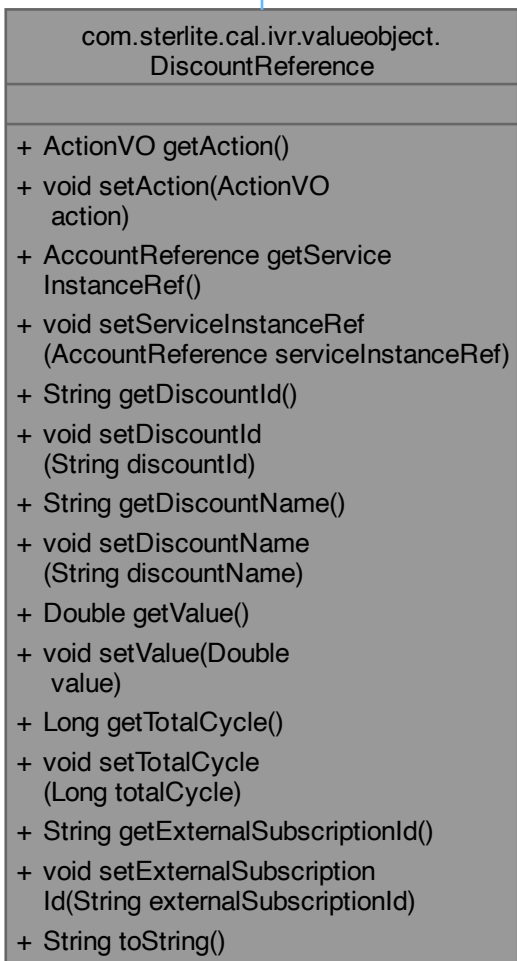 com.sterlite.cal.ivr.valueobject.
DiscountReference
+ ActionVO getAction()
+ void setAction(ActionVO
action)
+ AccountReference getService
InstanceRef()
+ void setServiceInstanceRef
(AccountReference serviceInstanceRef)
+ String getDiscountId()
+ void setDiscountId
(String discountId)
+ String getDiscountName()
+ void setDiscountName
(String discountName)
+ Double getValue()
+ void setValue(Double
value)
+ Long getTotalCycle()
+ void setTotalCycle
(Long totalCycle)
+ String getExternalSubscriptionId()
+ void setExternalSubscription
Id(String externalSubscriptionId)
+ String toString()